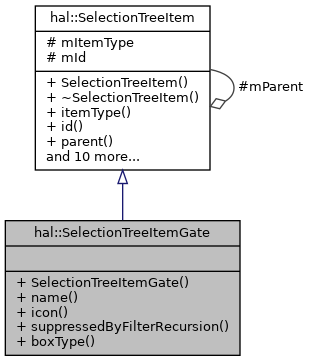 hal::SelectionTreeItem
# mItemType
# mId
+ SelectionTreeItem()
+ ~SelectionTreeItem()
+ itemType()
+ id()
+ parent()
and 10 more...
#mParent
hal::SelectionTreeItemGate
+ SelectionTreeItemGate()
+ name()
+ icon()
+ suppressedByFilterRecursion()
+ boxType()